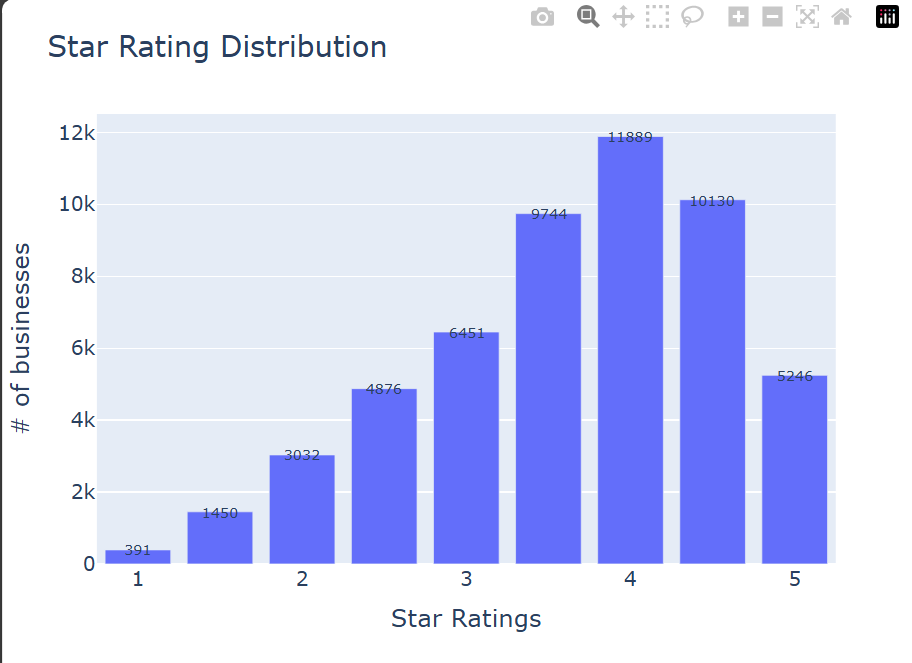 Star Rating Distribution
# of businesses
12k
10k
8k
6k
4k
2k
0
391
1450
3032
4876
6451
9744
11889
10130
5246
1 2 3 4 5
Star Ratings